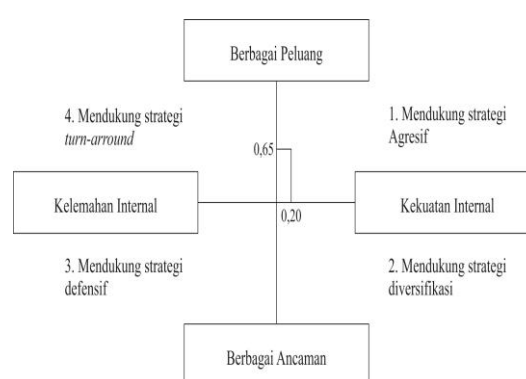 Berbagai Peluang
4. Mendukung strategi
turn-arround
1. Mendukung strategi
Agresif
0,65
Kelemahan Internal
Kekuatan Internal
0,20
3. Mendukung strategi
defensif
2. Mendukung strategi
diversifikasi
Berbagai Ancaman